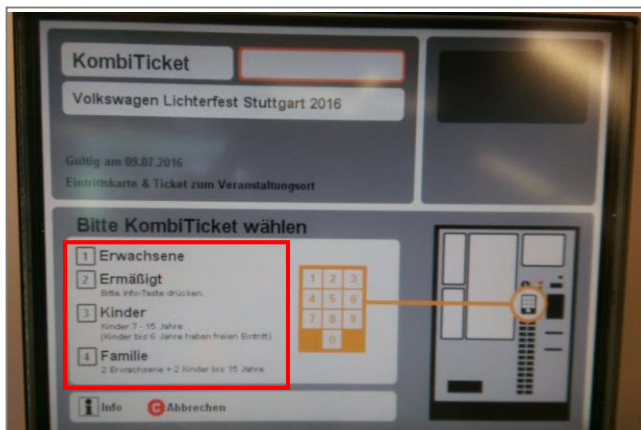 KombiTicket
Volkswagen Lichterfest Stuttgart 2016
Gültig am 09.07.2016
Eintrittskarte & Ticket zum Veranstaltungsort
Bitte KombiTicket wählen
1 Erwachsene
2 Ermäßigt
Bitte Info-Taste drücken.
3 Kinder
Kinder 7 - 15 Jahre
(Kinder bis 6 Jahre haben freien Eintritt)
4 Familie
2 Erwachsene + 2 Kinder bis 15 Jahre
1 2 3
4 5 6
7 8 9
0
i Info C Abbrechen